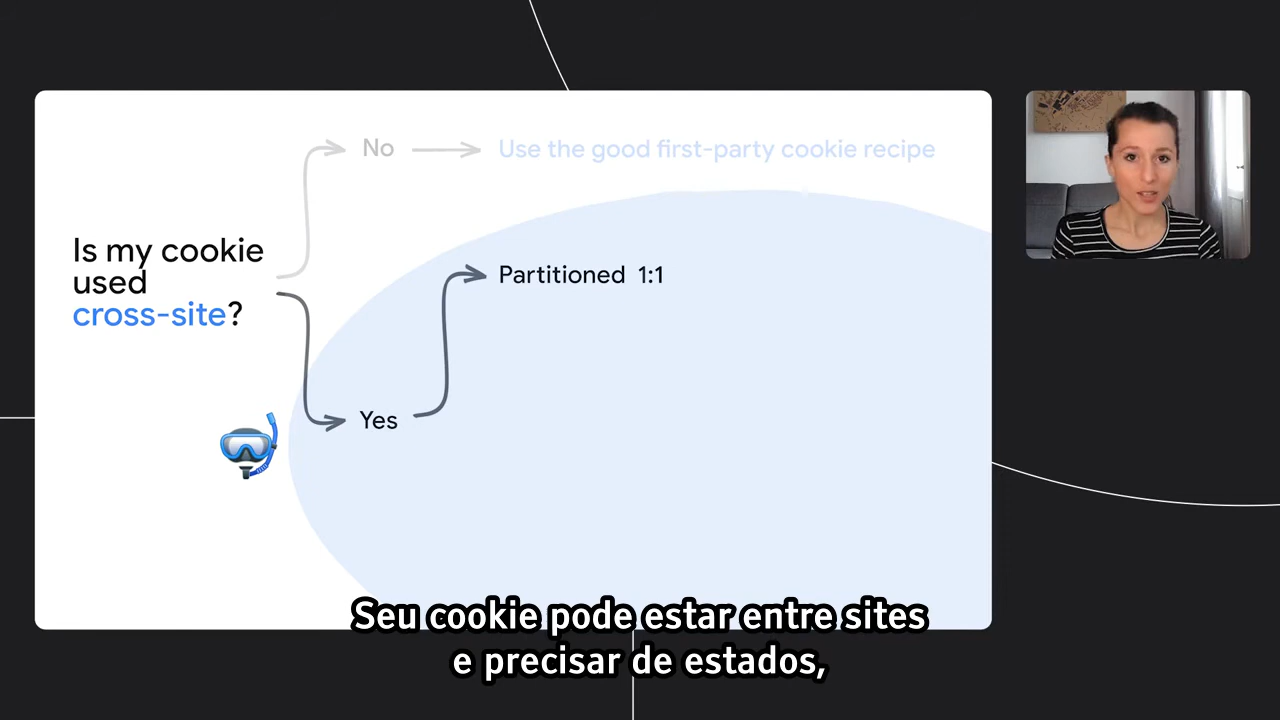 No
Use the good first-party cookie recipe
Is my cookie
used
cross-site?
Partitioned 1:1
Yes
Seu cookie pode estar entre sites
e precisar de estados,